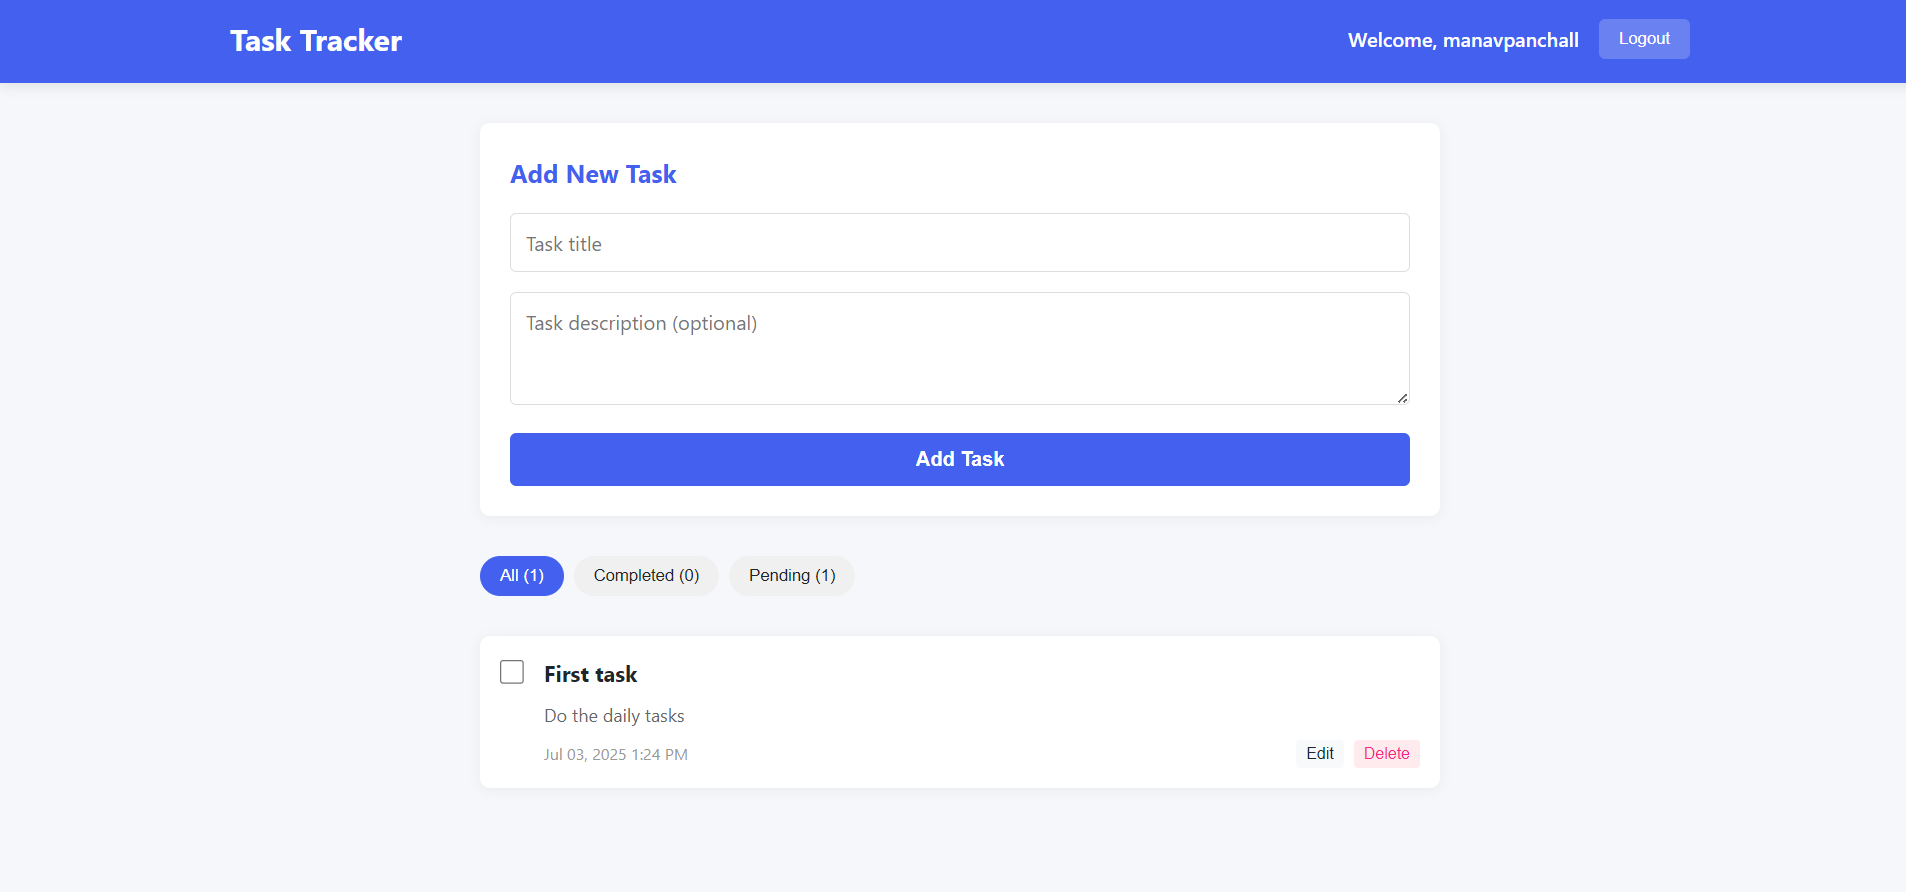 Task Tracker
Welcome, manavpanchall
Logout
Add New Task
Task title
Task description (optional)
Add Task
All (1)
Completed (0)
Pending (1)
First task
Do the daily tasks
Jul 03, 2025 1:24 PM
Edit
Delete